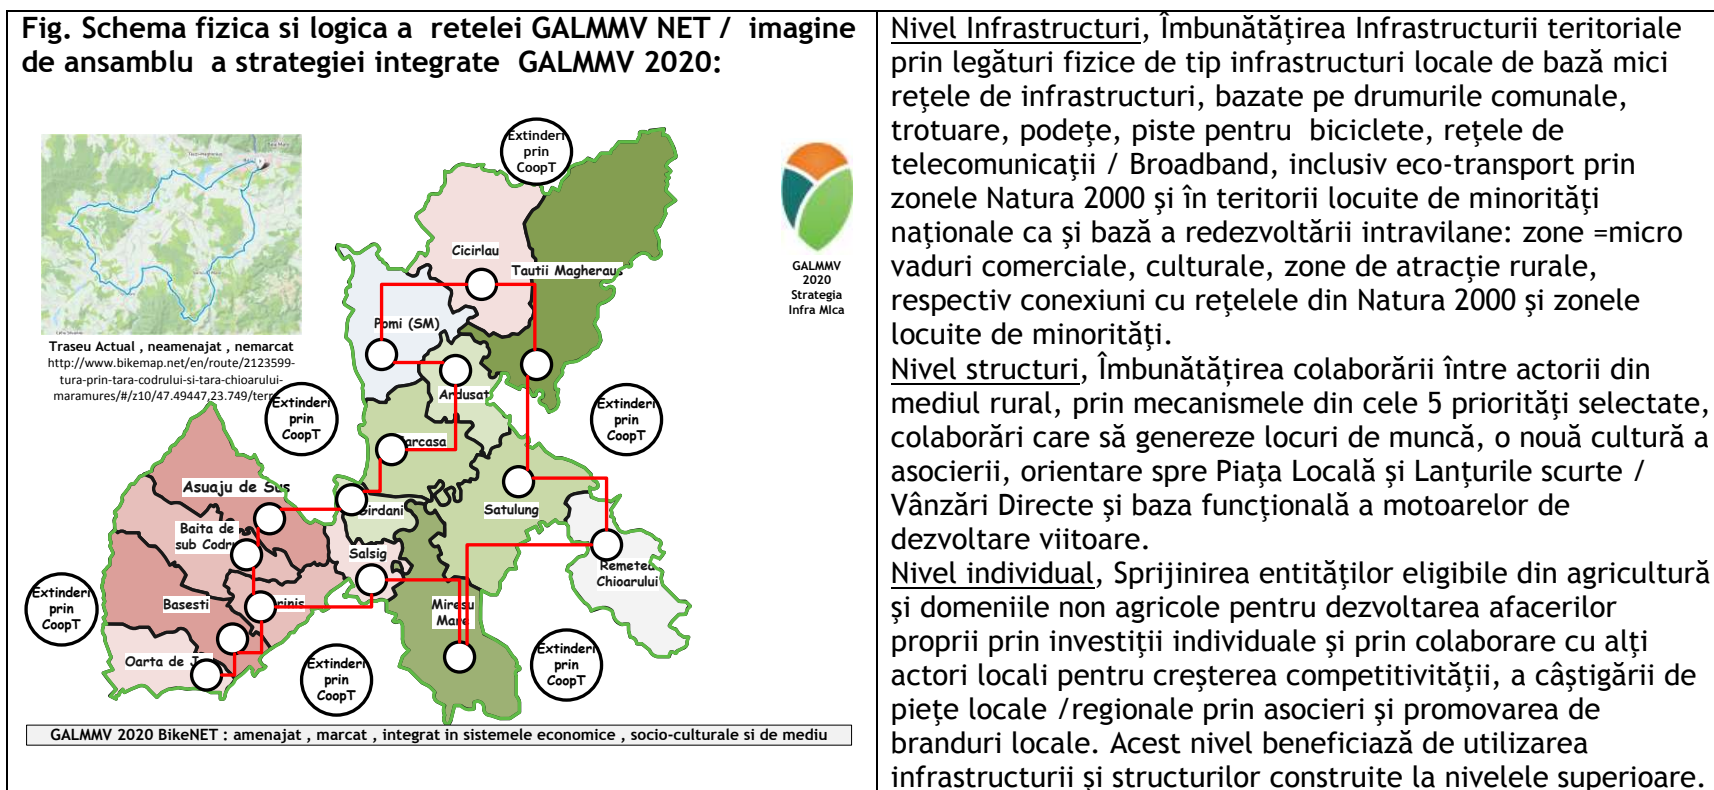 Fig. Schema fizica si logica a retelei GALMMV NET / imagine
de ansamblu a strategiei integrate GALMMV 2020:
Extinderi
prin
CoopT
Cicirlau
Tautii Magheraus
GALMMV
2020
Strategia
Infra MIca
Pomi (SM)
Traseu Actual , neamenajat , nemarcat
http://www.bikemap.net/en/route/2123599-
tura-prin-tara-codrului-si-tara-chioarului-
maramures/#/z10/47.49447,23.749/terr
Extinderi
prin
CoopT
Ardusat
Extinderi
prin
CoopT
arcasa
Asuaju de Sus
Girdani
Satulung
Baita de
sub Codru
Salsig
Remetea
Chioarului
Extinderi
prin
CoopT
Basesti
rinis
Miresu
Mare
Oarta de J
Extinderi
prin
CoopT
Extinderi
prin
CoopT
GALMMV 2020 BikeNET : amenajat , marcat , integrat in sistemele economice , socio-culturale si de mediu
Nivel Infrastructuri, Îmbunătăţirea Infrastructurii teritoriale
prin legături fizice de tip infrastructuri locale de bază mici
reţele de infrastructuri, bazate pe drumurile comunale,
trotuare, podeţe, piste pentru biciclete, reţele de
telecomunicaţii / Broadband, inclusiv eco-transport prin
zonele Natura 2000 şi în teritorii locuite de minorităţi
naţionale ca şi bază a redezvoltării intravilane: zone =micro
vaduri comerciale, culturale, zone de atracţie rurale,
respectiv conexiuni cu reţelele din Natura 2000 şi zonele
locuite de minorităţi.
Nivel structuri, Îmbunătățirea colaborării între actorii din
mediul rural, prin mecanismele din cele 5 priorităţi selectate,
colaborări care să genereze locuri de muncă, o nouă cultură a
asocierii, orientare spre Piaţa Locală şi Lanţurile scurte /
Vânzări Directe şi baza funcţională a motoarelor de
dezvoltare viitoare.
Nivel individual, Sprijinirea entităţilor eligibile din agricultură
şi domeniile non agricole pentru dezvoltarea afacerilor
proprii prin investiţii individuale şi prin colaborare cu alţi
actori locali pentru creşterea competitivităţii, a câştigării de
pieţe locale /regionale prin asocieri şi promovarea de
branduri locale. Acest nivel beneficiază de utilizarea
infrastructurii și structurilor construite la nivelele superioare.